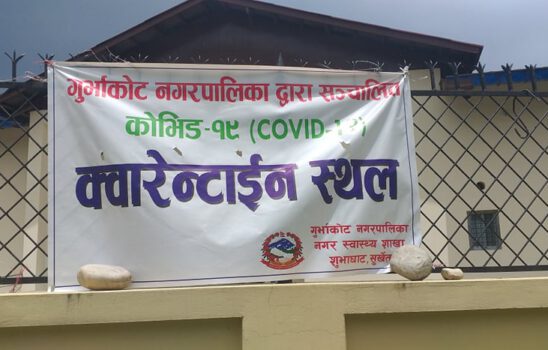 गुर्भाकोट नगरपालिका द्वारा सञ्चालित
कोभिड-१९ (COVID-19)
क्वारेन्टाईन स्थल
गुर्भाकोट नगरपालिका
नगर स्वास्थ्य शाखा
शुभाघाट, सुर्खेत